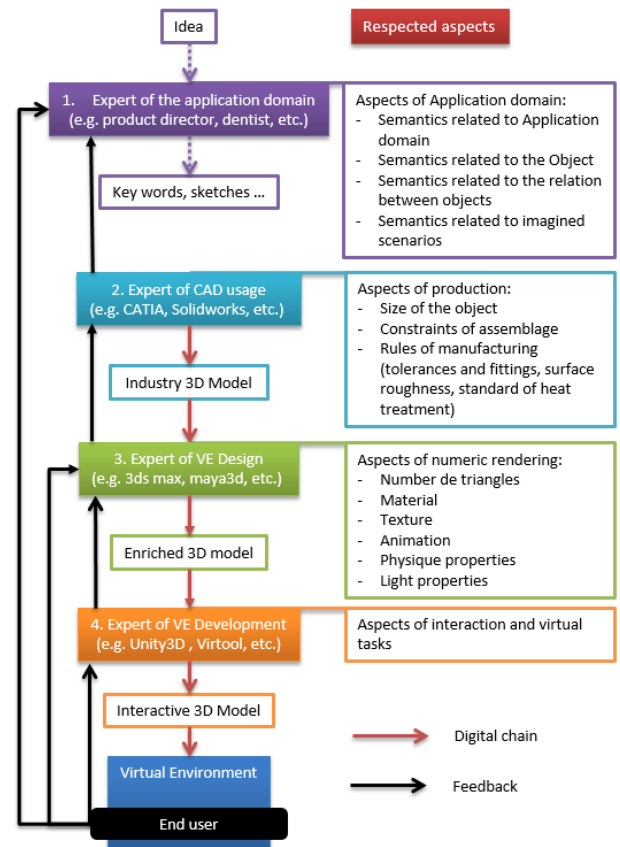 Idea
Respected aspects
1. Expert of the application domain
(e.g. product director, dentist, etc.)
Aspects of Application domain:
- Semantics related to Application
domain
- Semantics related to the Object
- Semantics related to the relation
between objects
- Semantics related to imagined
scenarios
Key words, sketches ...
2. Expert of CAD usage
(e.g. CATIA, Solidworks, etc.)
Aspects of production:
- Size of the object
- Constraints of assemblage
- Rules of manufacturing
(tolerances and fittings, surface
roughness, standard of heat
treatment)
Industry 3D Model
3. Expert of VE Design
(e.g. 3ds max, maya3d, etc.)
Aspects of numeric rendering:
- Number de triangles
- Material
- Texture
- Animation
- Physique properties
- Light properties
Enriched 3D model
4. Expert of VE Development
(e.g. Unity3D , Virtool, etc.)
Aspects of interaction and virtual
tasks
Interactive 3D Model
Digital chain
Virtual Environment
Feedback
End user